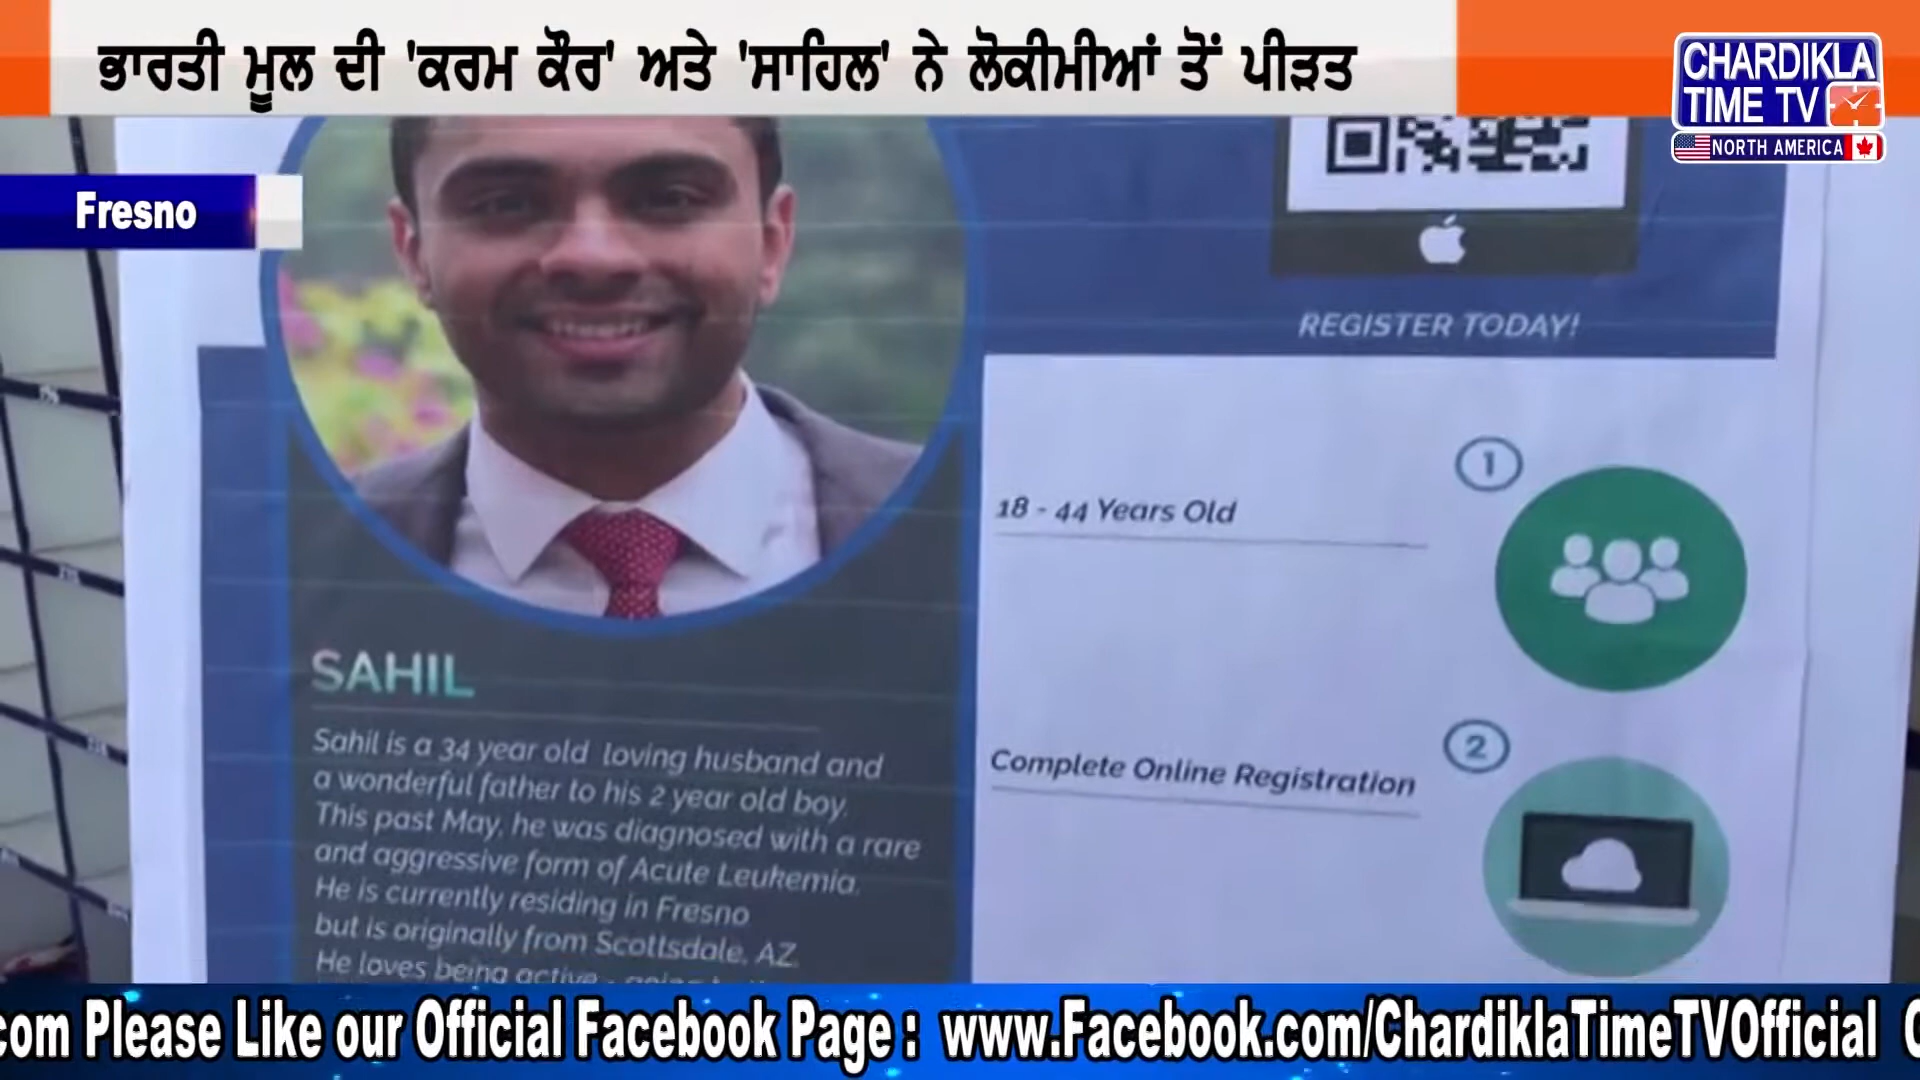 ਭਾਰਤੀ ਮੂਲ ਦੀ 'ਕਰਮ ਕੌਰ' ਅਤੇ 'ਸਾਹਿਲ' ਨੇ ਲੋਕੀਮੀਆਂ ਤੋਂ ਪੀੜਤ
CHARDIKLA
TIME TV
NORTH AMERICA
Fresno
REGISTER TODAY!
1
18 - 44 Years Old
SAHIL
Sahil is a 34 year old loving husband and
a wonderful father to his 2 year old boy.
This past May, he was diagnosed with a rare
and aggressive form of Acute Leukemia.
He is currently residing in Fresno
but is originally from Scottsdale, AZ.
He loves being active - going
2
Complete Online Registration
.com Please Like our Official Facebook Page : www.Facebook.com/ChardiklaTimeTVOfficial